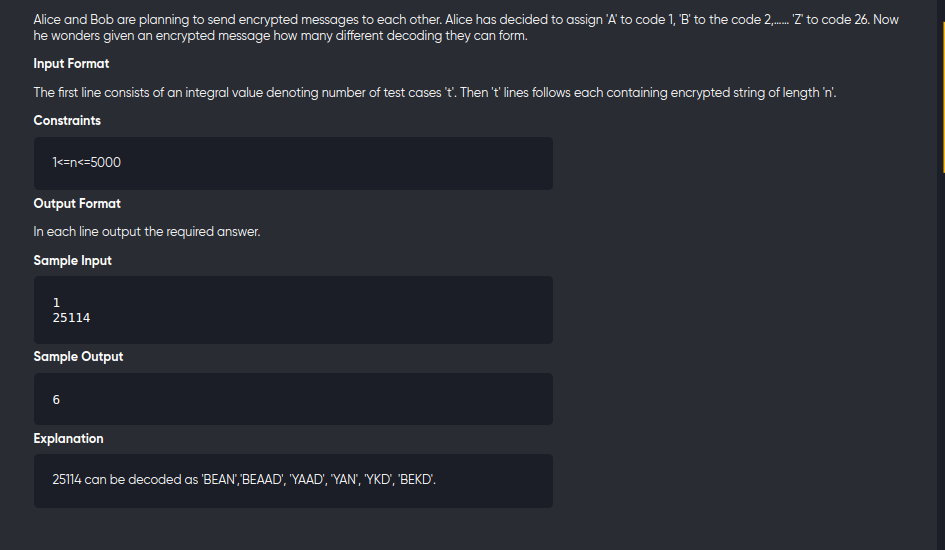 Alice and Bob are planning to send encrypted messages to each other. Alice has decided to assign 'A' to code 1, 'B' to the code 2,...... 'Z' to code 26. Now
he wonders given an encrypted message how many different decoding they can form.
Input Format
The first line consists of an integral value denoting number of test cases 't'. Then 't' lines follows each containing encrypted string of length 'n'.
Constraints
1<=n<=5000
Output Format
In each line output the required answer.
Sample Input
1
25114
Sample Output
6
Explanation
25114 can be decoded as 'BEAN','BEAAD', 'YAAD', 'YAN', 'YKD', 'BEKD'.